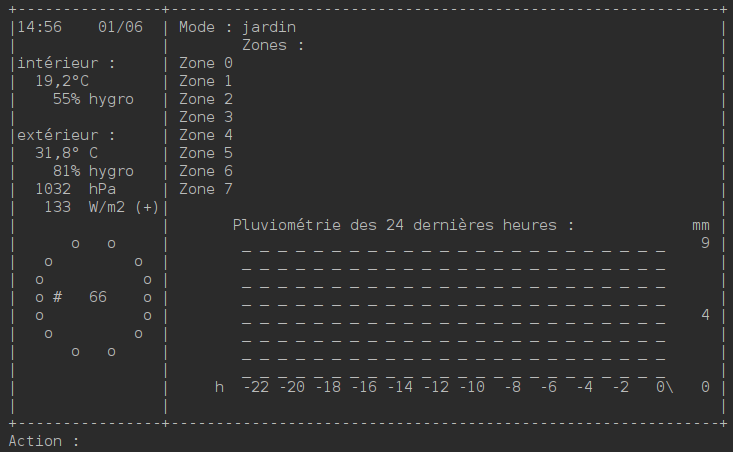 +----------------+-------------------------------------------------------------+
|14:56    01/06  | Mode : jardin                                               |
|                |        Zones :                                              |
|intérieur :     | Zone 0                                                      |
|  19,2°C        | Zone 1                                                      |
|    55% hygro   | Zone 2                                                      |
|                | Zone 3                                                      |
|extérieur :     | Zone 4                                                      |
|  31,8° C       | Zone 5                                                      |
|    81% hygro   | Zone 6                                                      |
|  1032  hPa     | Zone 7                                                      |
|   133  W/m2 (+)|                                                             |
|                |       Pluviométrie des 24 dernières heures :             mm |
|      o   o     |        _ _ _ _ _ _ _ _ _ _ _ _ _ _ _ _ _ _ _ _ _ _ _ _    9 |
|   o         o  |        _ _ _ _ _ _ _ _ _ _ _ _ _ _ _ _ _ _ _ _ _ _ _ _      |
|  o           o |        _ _ _ _ _ _ _ _ _ _ _ _ _ _ _ _ _ _ _ _ _ _ _ _      |
|  o #   66    o |        _ _ _ _ _ _ _ _ _ _ _ _ _ _ _ _ _ _ _ _ _ _ _ _      |
|  o           o |        _ _ _ _ _ _ _ _ _ _ _ _ _ _ _ _ _ _ _ _ _ _ _ _    4 |
|   o         o  |        _ _ _ _ _ _ _ _ _ _ _ _ _ _ _ _ _ _ _ _ _ _ _ _      |
|      o   o     |        _ _ _ _ _ _ _ _ _ _ _ _ _ _ _ _ _ _ _ _ _ _ _ _      |
|                |        _ _ _ _ _ _ _ _ _ _ _ _ _ _ _ _ _ _ _ _ _ _ _ _      |
|                |     h  -22 -20 -18 -16 -14 -12 -10  -8  -6  -4  -2   0\   0 |
|                |                                                             |
+----------------+-------------------------------------------------------------+
Action :